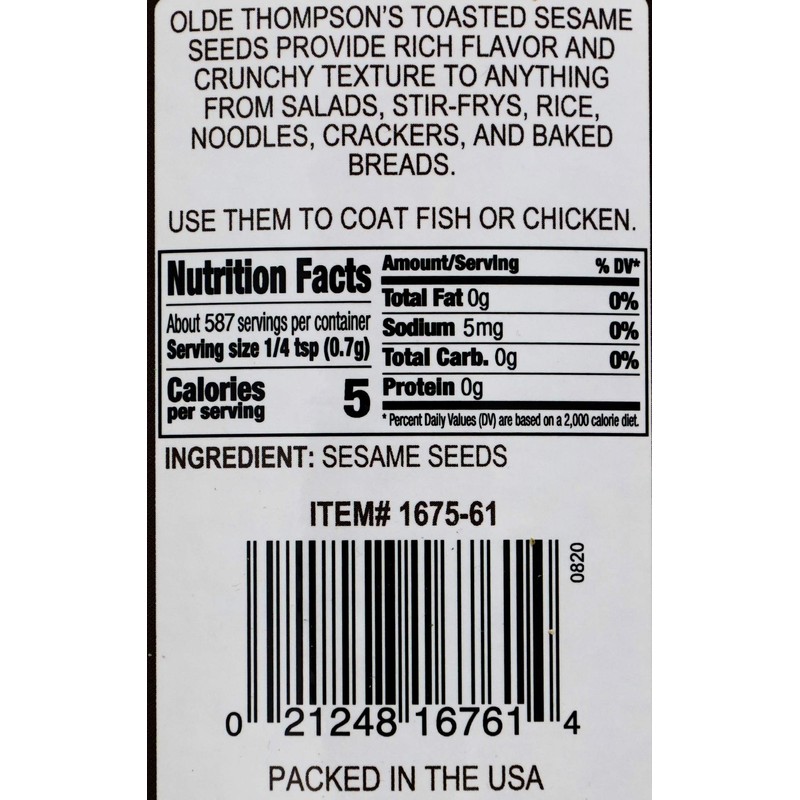 OLDE THOMPSON'S TOASTED SESAME
SEEDS PROVIDE RICH FLAVOR AND
CRUNCHY TEXTURE TO ANYTHING
FROM SALADS, STIR-FRYS, RICE,
NOODLES, CRACKERS, AND BAKED
BREADS.
USE THEM TO COAT FISH OR CHICKEN.
Nutrition Facts
About 587 servings per container
Serving size 1/4 tsp (0.7g)
Calories 5
per serving
Amount/Serving % DV*
Total Fat 0g 0%
Sodium 5mg 0%
Total Carb. 0g 0%
Protein 0g
* Percent Daily Values (DV) are based on a 2,000 calorie diet.
INGREDIENT: SESAME SEEDS
ITEM# 1675-61
0820
0 21248 16761 4
PACKED IN THE USA